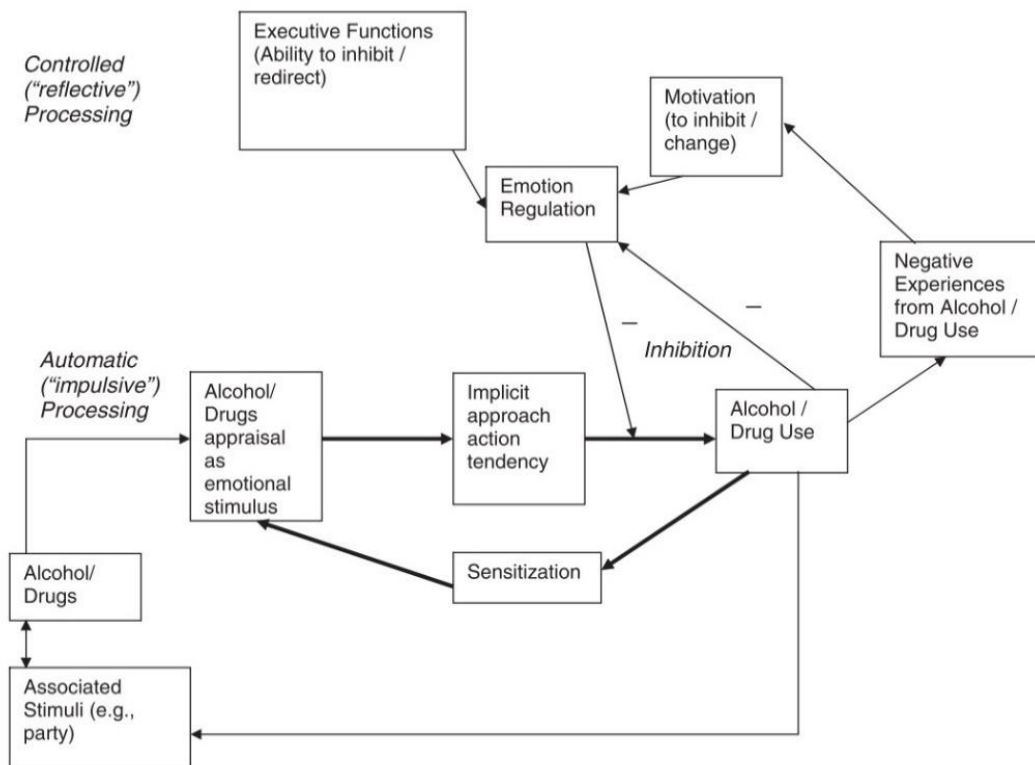 Controlled
(“reflective”)
Processing
Executive Functions
(Ability to inhibit /
redirect)
Motivation
(to inhibit /
change)
Emotion
Regulation
Negative
Experiences
from Alcohol /
Drug Use
–
–
Inhibition
Automatic
(“impulsive”)
Processing
Alcohol/
Drugs
appraisal
as
emotional
stimulus
Implicit
approach
action
tendency
Alcohol /
Drug Use
Sensitization
Alcohol/
Drugs
Associated
Stimuli (e.g.,
party)